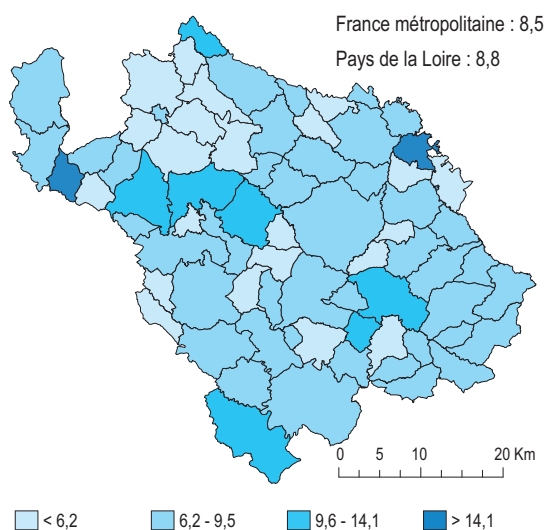 France métropolitaine : 8,5
Pays de la Loire : 8,8
0 5 10 20 Km
< 6,2 6,2 - 9,5 9,6 - 14,1 > 14,1